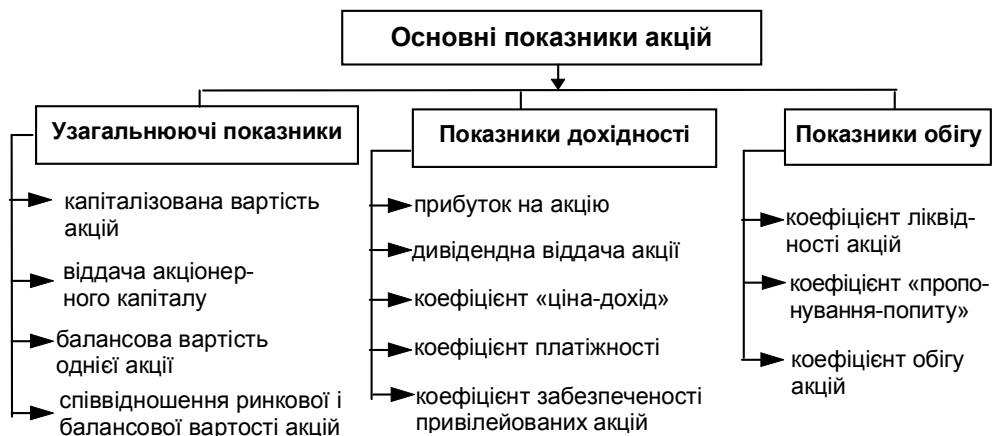 Основні показники акцій
Узагальнюючі показники
капіталізована вартість
акцій
віддача акціонер-
ного капіталу
балансова вартість
однієї акції
співвідношення ринкової і
балансової вартості акцій
Показники дохідності
прибуток на акцію
дивідендна віддача акції
коефіцієнт «ціна-дохід»
коефіцієнт платіжності
коефіцієнт забезпеченості
привілейованих акцій
Показники обігу
коефіцієнт ліквід-
ності акцій
коефіцієнт «пропо-
нування-попиту»
коефіцієнт обігу
акцій